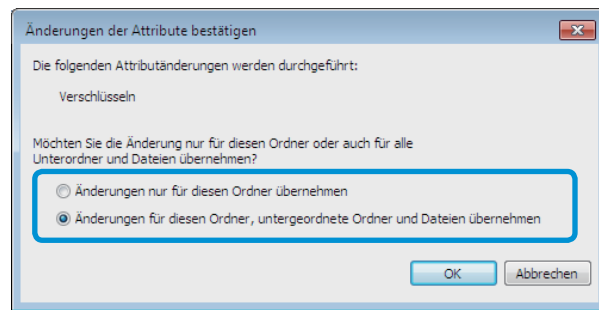 Änderungen der Attribute bestätigen
Die folgenden Attributänderungen werden durchgeführt:
Verschlüsseln
Möchten Sie die Änderung nur für diesen Ordner oder auch für alle
Unterordner und Dateien übernehmen?
Änderungen nur für diesen Ordner übernehmen
Änderungen für diesen Ordner, untergeordnete Ordner und Dateien übernehmen
OK Abbrechen